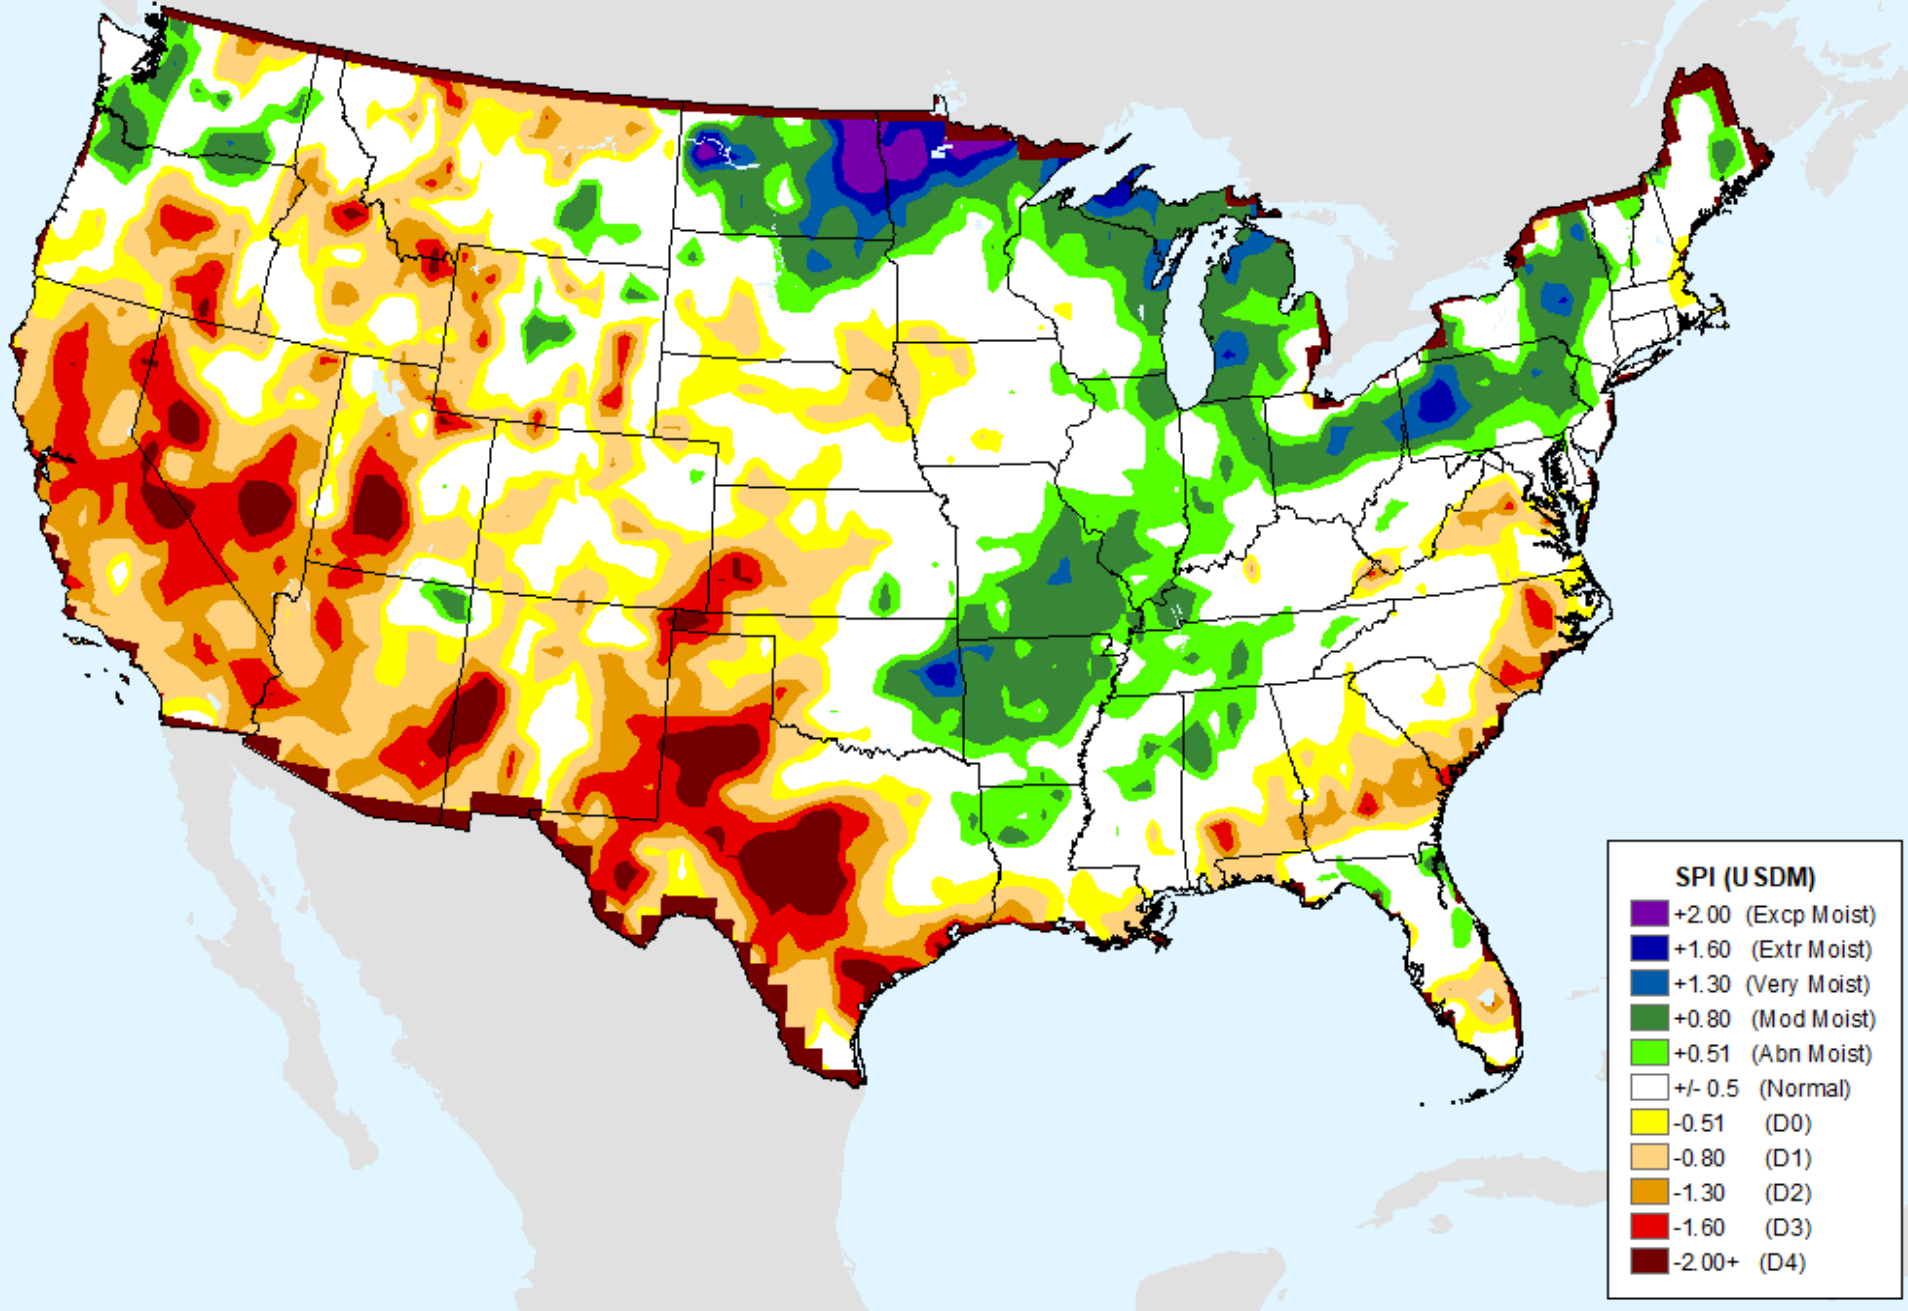 SPI (USDM)
+2.00 (Excp Moist)
+1.60 (Extr Moist)
+1.30 (Very Moist)
+0.80 (Mod Moist)
+0.51 (Abn Moist)
+/- 0.5 (Normal)
-0.51 (D0)
-0.80 (D1)
-1.30 (D2)
-1.60 (D3)
-2.00+ (D4)